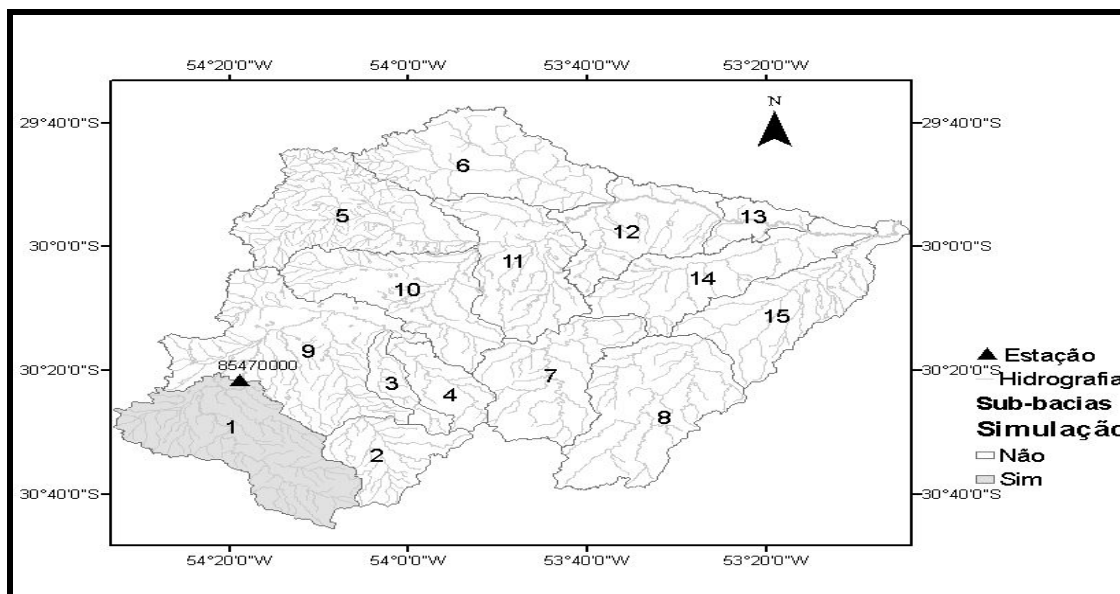 54°20'0"W 54°0'0"W 53°40'0"W 53°20'0"W
N
29°40'0"S 29°40'0"S
6
5
13
12
30°0'0"S 30°0'0"S
11
14
10
15
9
85470000
30°20'0"S 30°20'0"S
3
7
4
8
1
2
30°40'0"S 30°40'0"S
54°20'0"W 54°0'0"W 53°40'0"W 53°20'0"W
Estação
Hidrografia
Sub-bacias
Simulação
Não
Sim